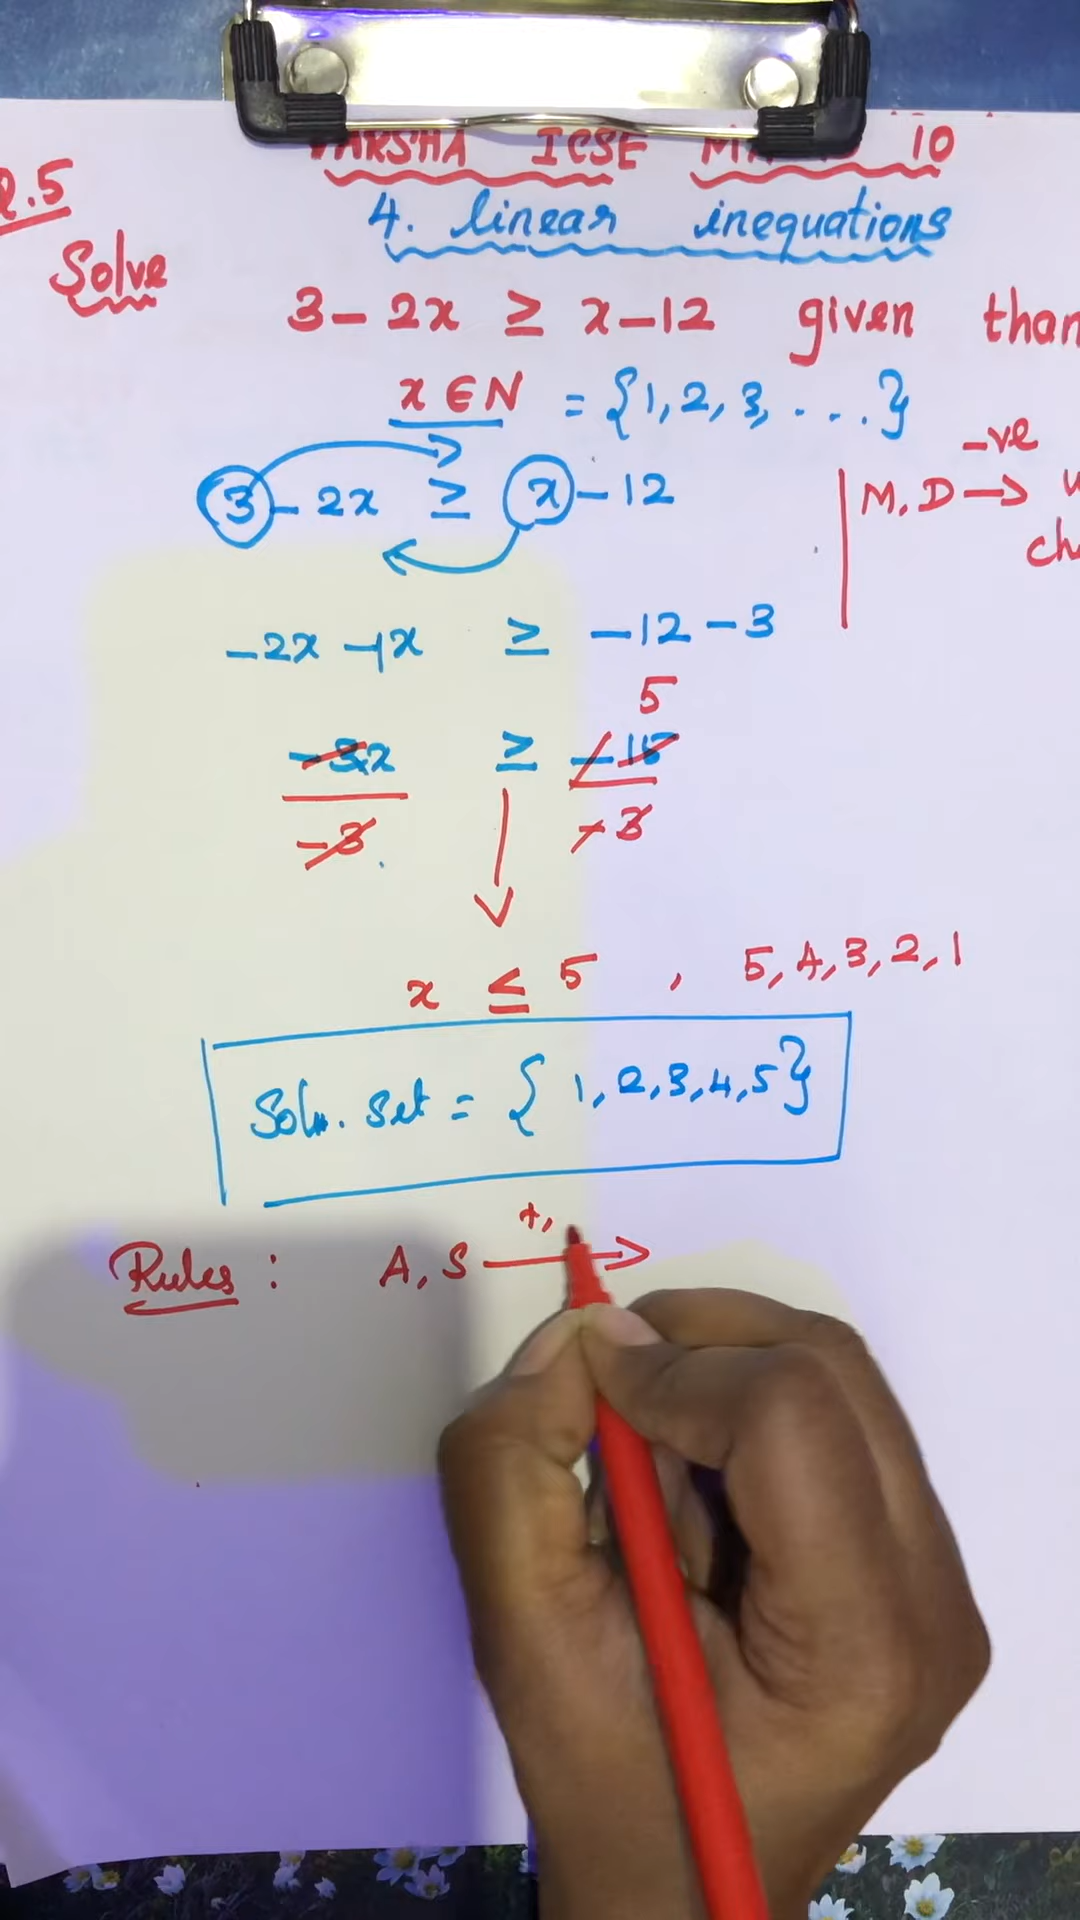 VARSHA ICSE 10
4. linear inequations
Q.5
Solve
3 - 2x ≥ x - 12 given than
x ∈ N = {1, 2, 3, ...}
-ve
3 - 2x ≥ x - 12
M, D →
-2x - 1x ≥ -12 - 3
5
-3x ≥ -15
-3 -3
x ≤ 5 , 5, 4, 3, 2, 1
Soln. Set = { 1, 2, 3, 4, 5 }
+,
Rules : A, S →